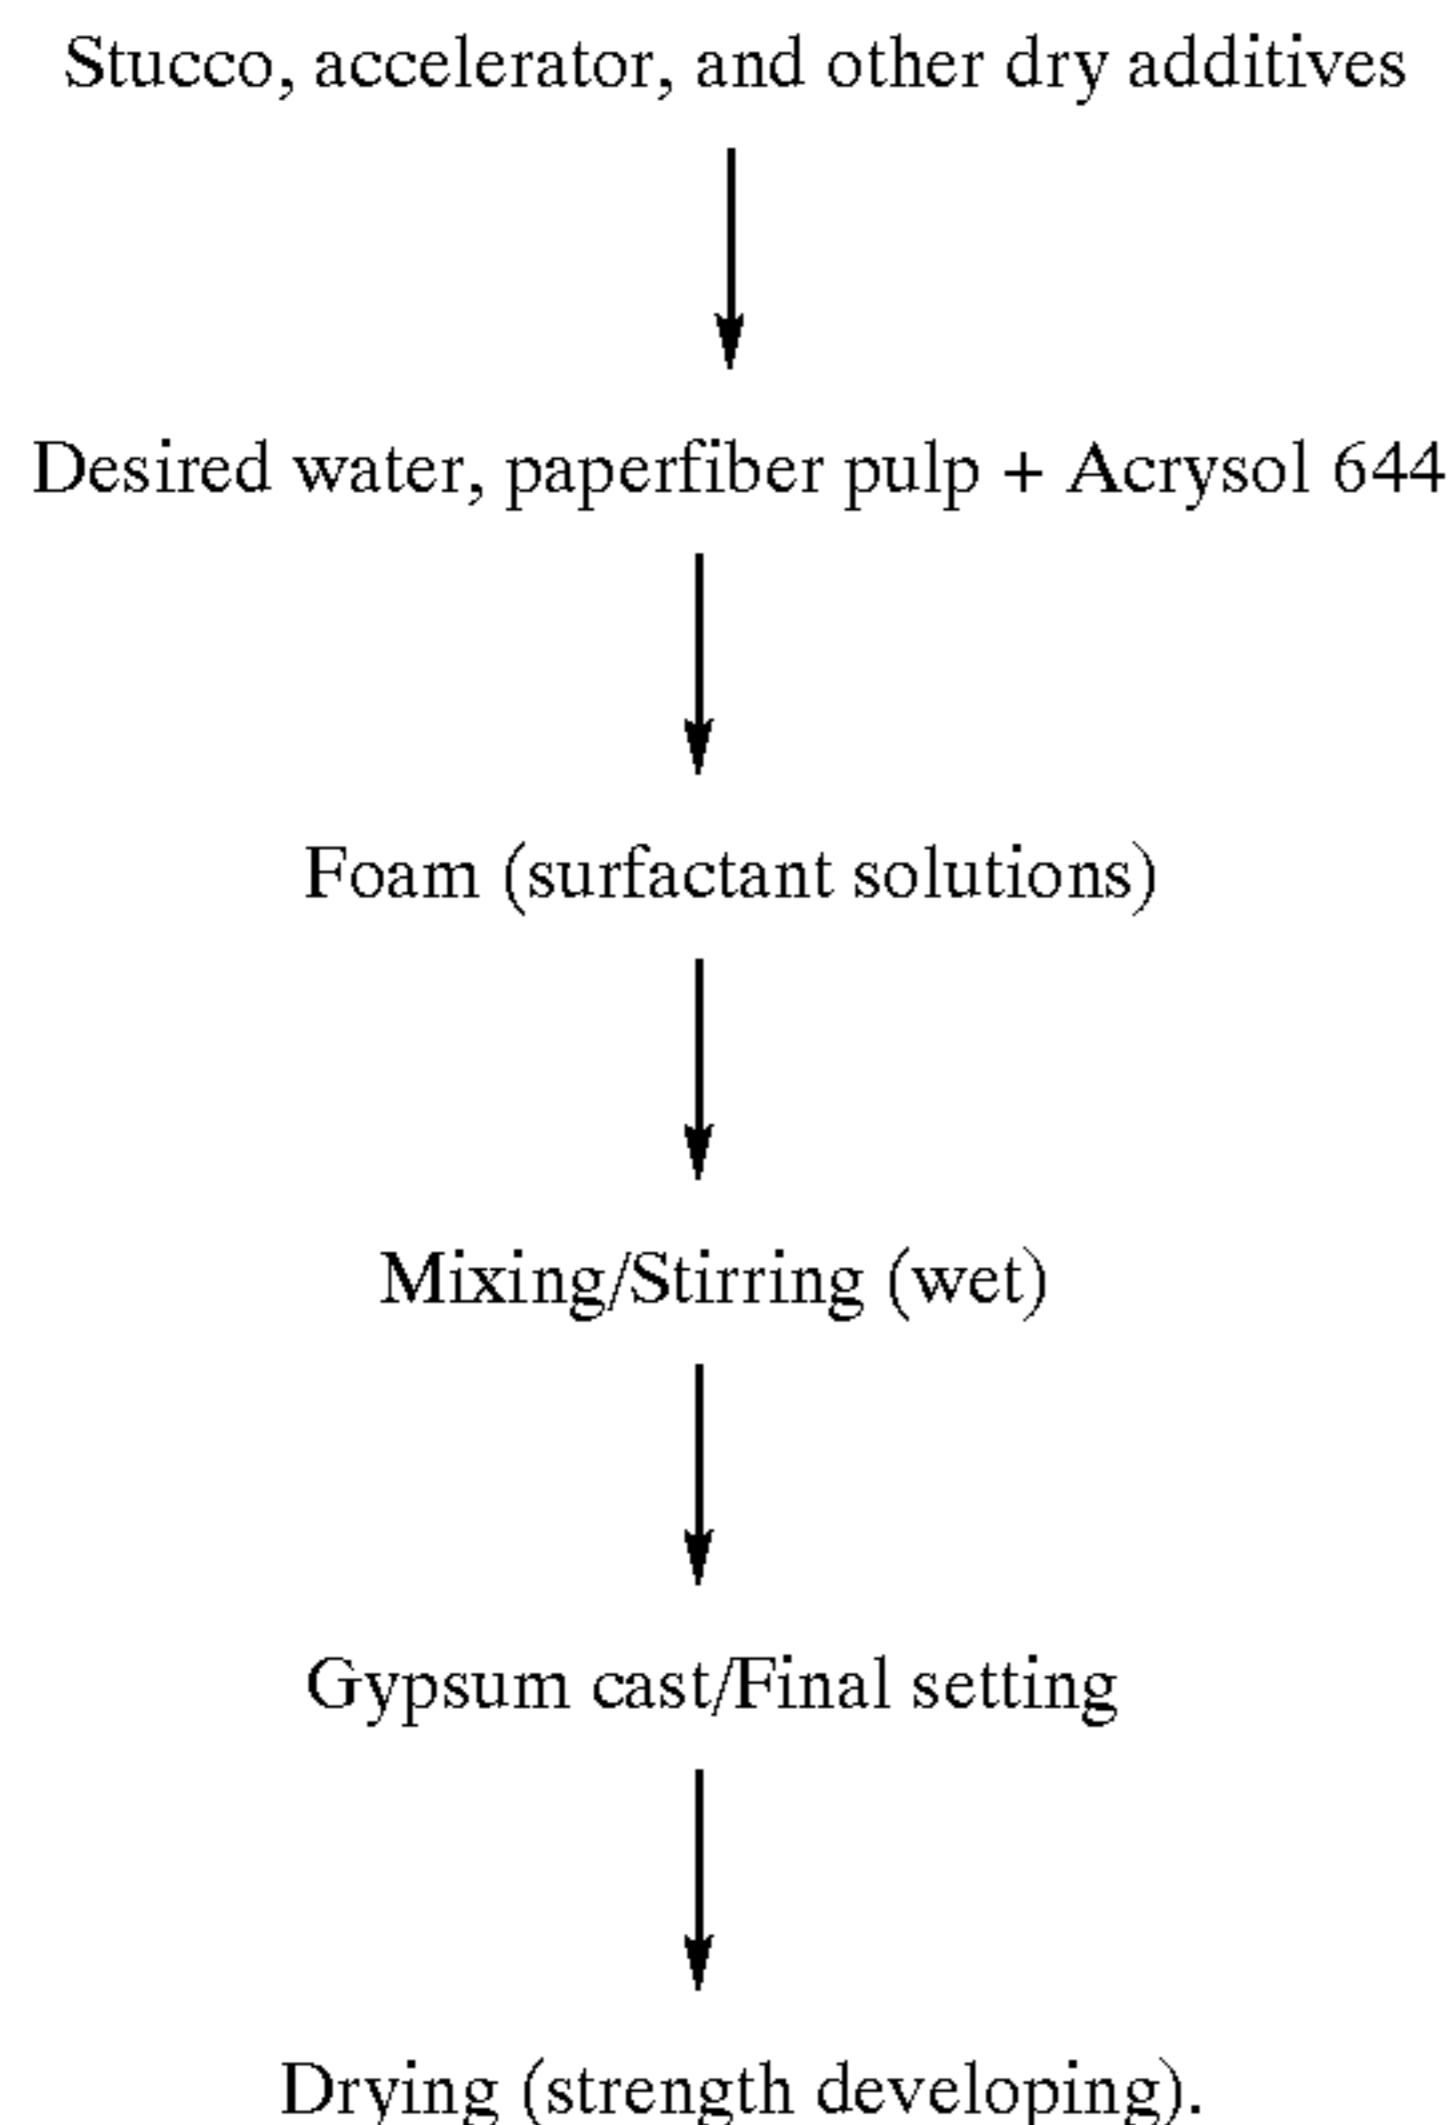 Stucco, accelerator, and other dry additives
Desired water, paperfiber pulp + Acrysol 644
Foam (surfactant solutions)
Mixing/Stirring (wet)
Gypsum cast/Final setting
Drying (strength developing).